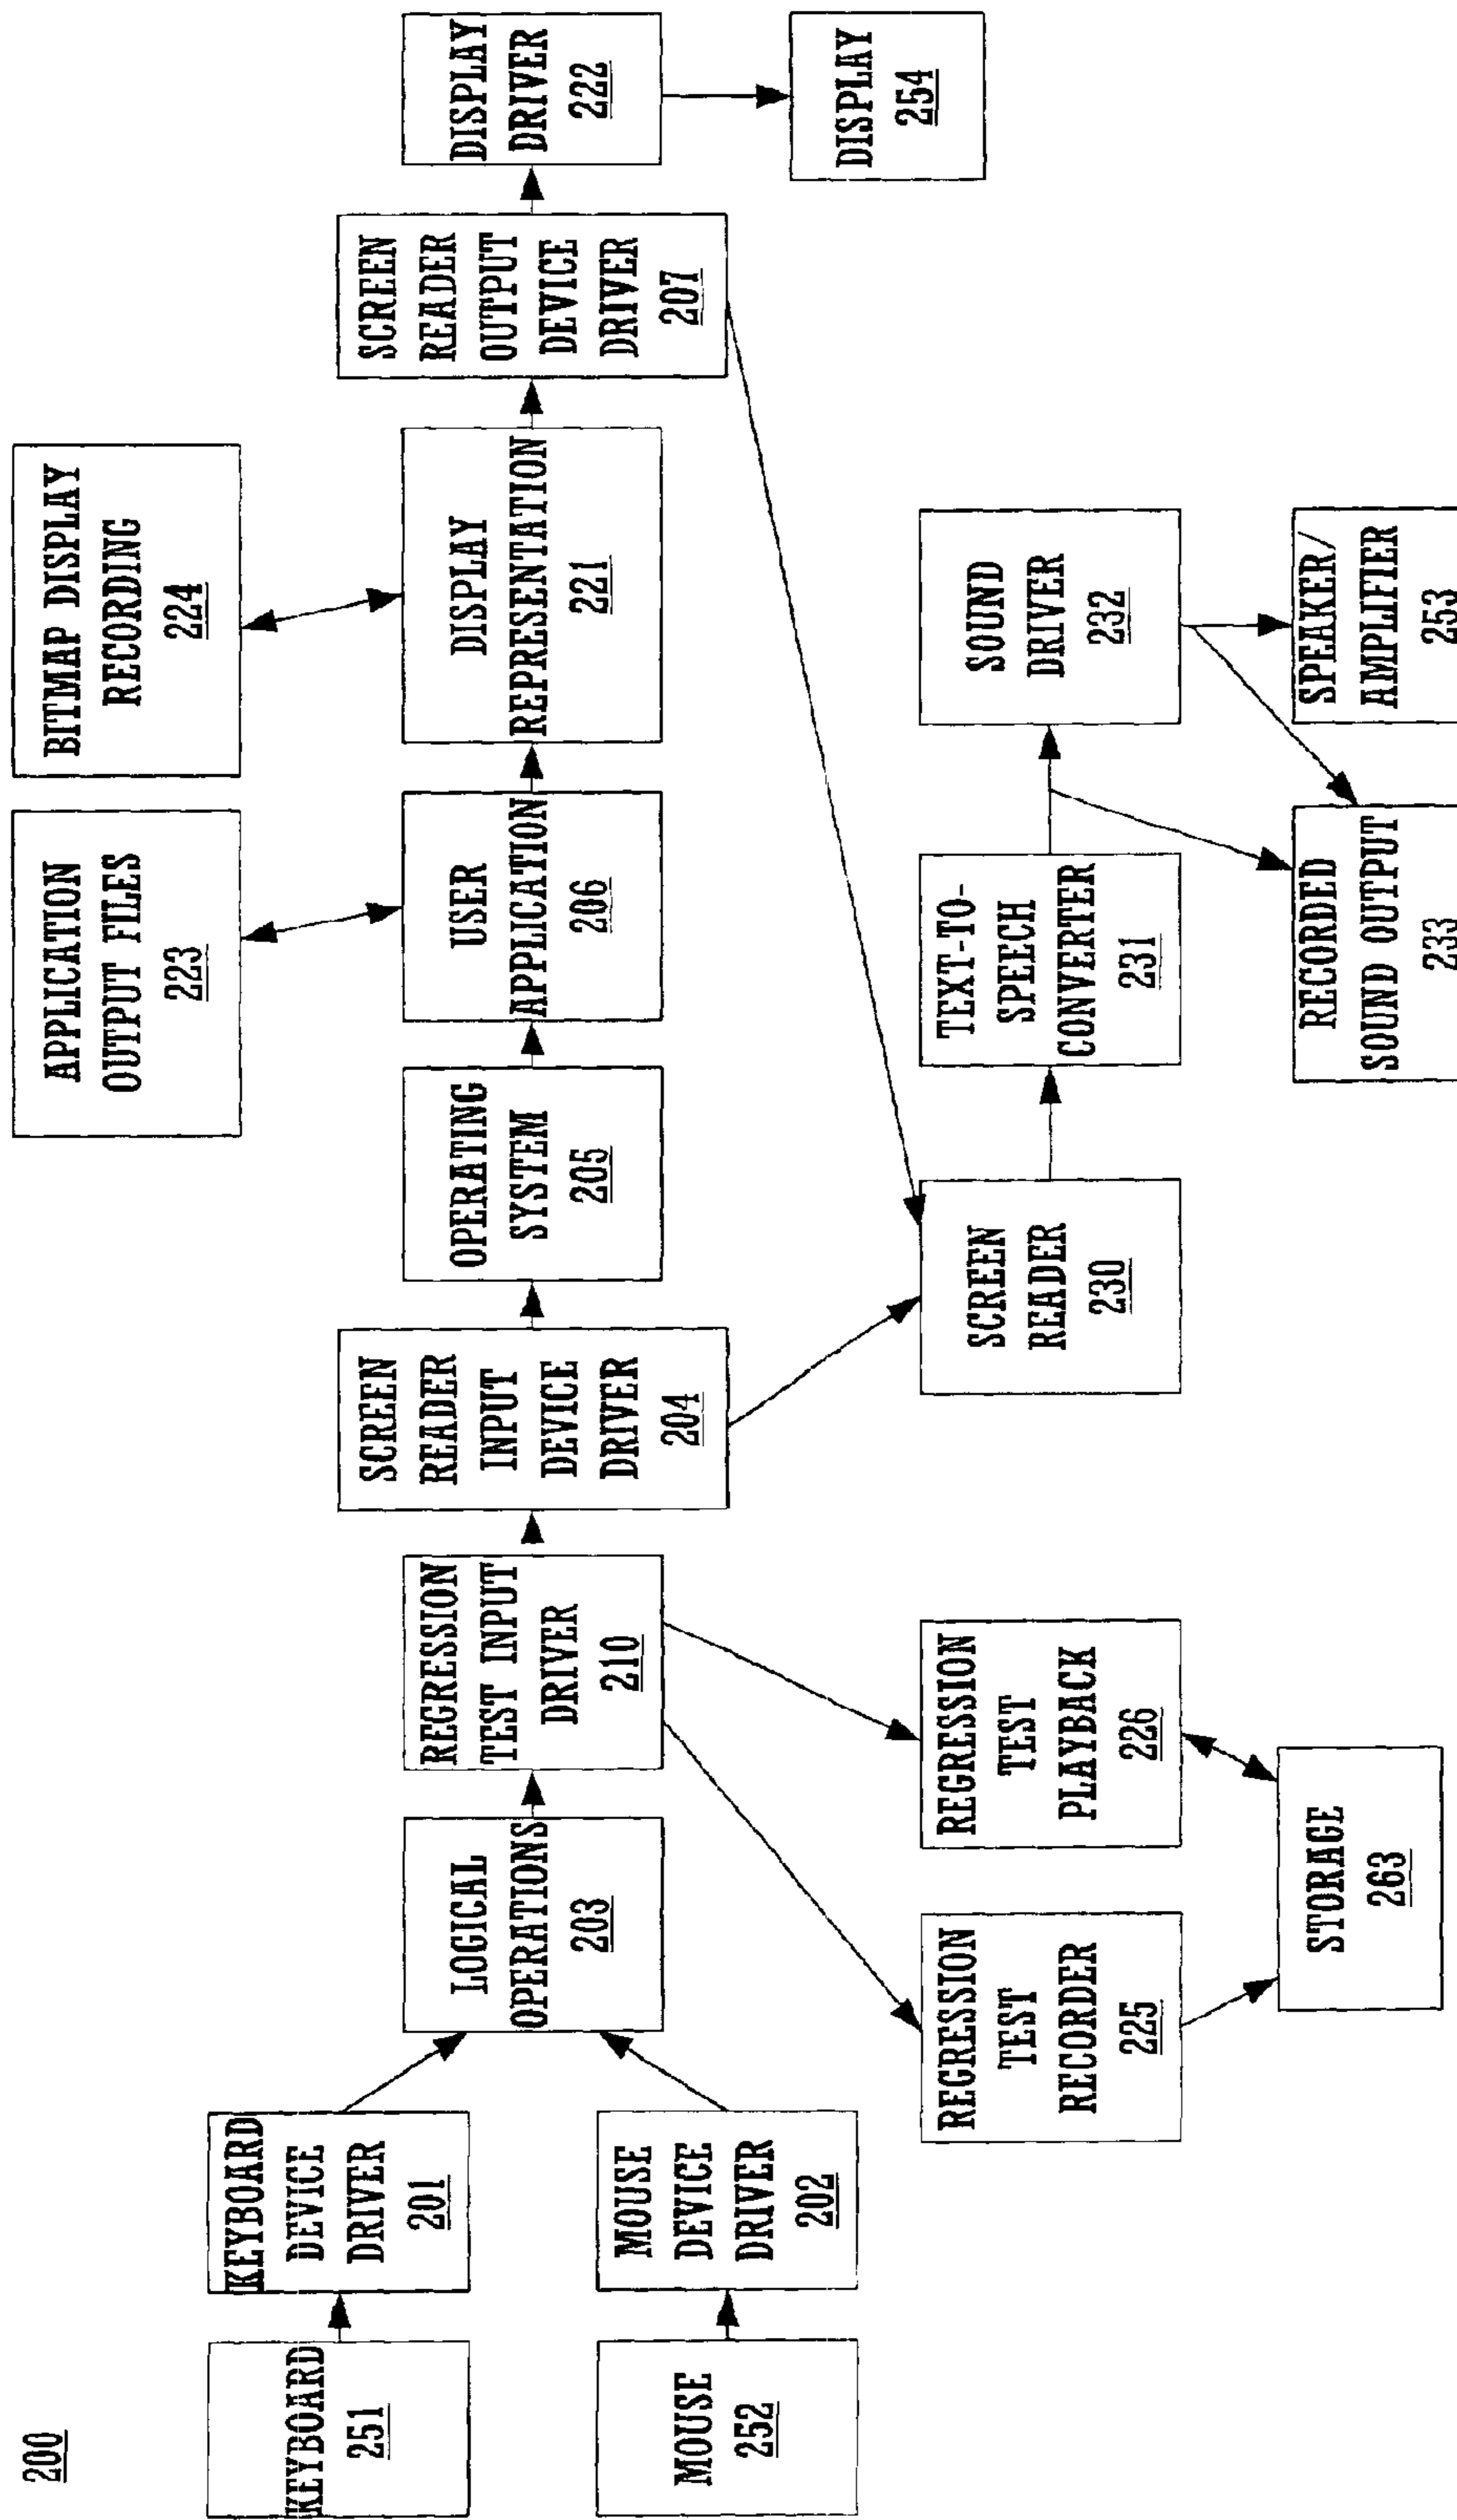 200
KEYBOARD
251
MOUSE
252
KEYBOARD
DEVICE
DRIVER
201
MOUSE
DEVICE
DRIVER
202
LOGICAL
OPERATIONS
203
REGRESSION
TEST INPUT
DRIVER
210
REGRESSION
TEST
RECORDER
225
REGRESSION
TEST
PLAYBACK
226
STORAGE
263
SCREEN
READER
INPUT
DEVICE
DRIVER
204
OPERATING
SYSTEM
205
APPLICATION
OUTPUT FILES
223
USER
APPLICATION
206
BITMAP DISPLAY
RECORDING
224
DISPLAY
REPRESENTATION
221
SCREEN
READER
OUTPUT
DEVICE
DRIVER
207
DISPLAY
DRIVER
222
DISPLAY
254
SCREEN
READER
230
TEXT-TO-
SPEECH
CONVERTER
231
SOUND
DRIVER
232
RECORDED
SOUND OUTPUT
233
SPEAKER/
AMPLIFIER
253